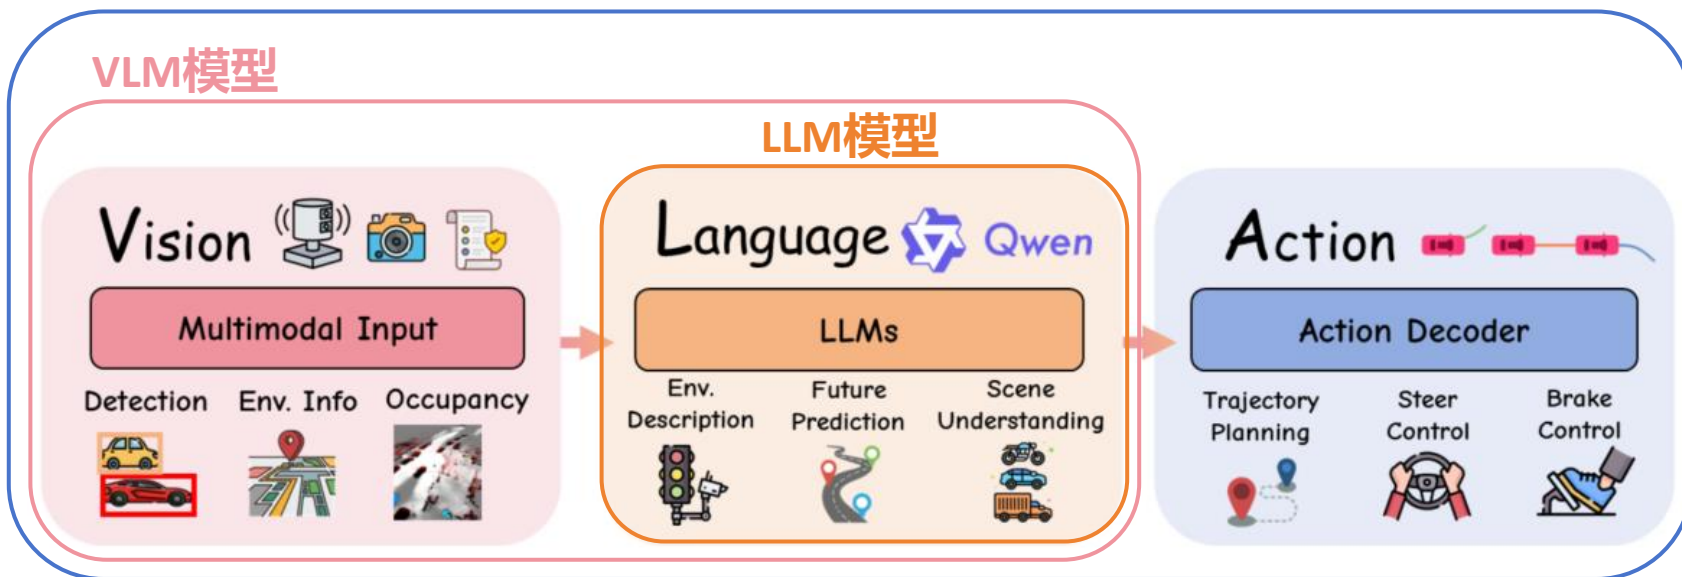 VLM模型
LLM模型
Vision
Multimodal Input
Detection
Env. Info
Occupancy
Language
Qwen
LLMs
Env.
Description
Future
Prediction
Scene
Understanding
Action
Action Decoder
Trajectory
Planning
Steer
Control
Brake
Control